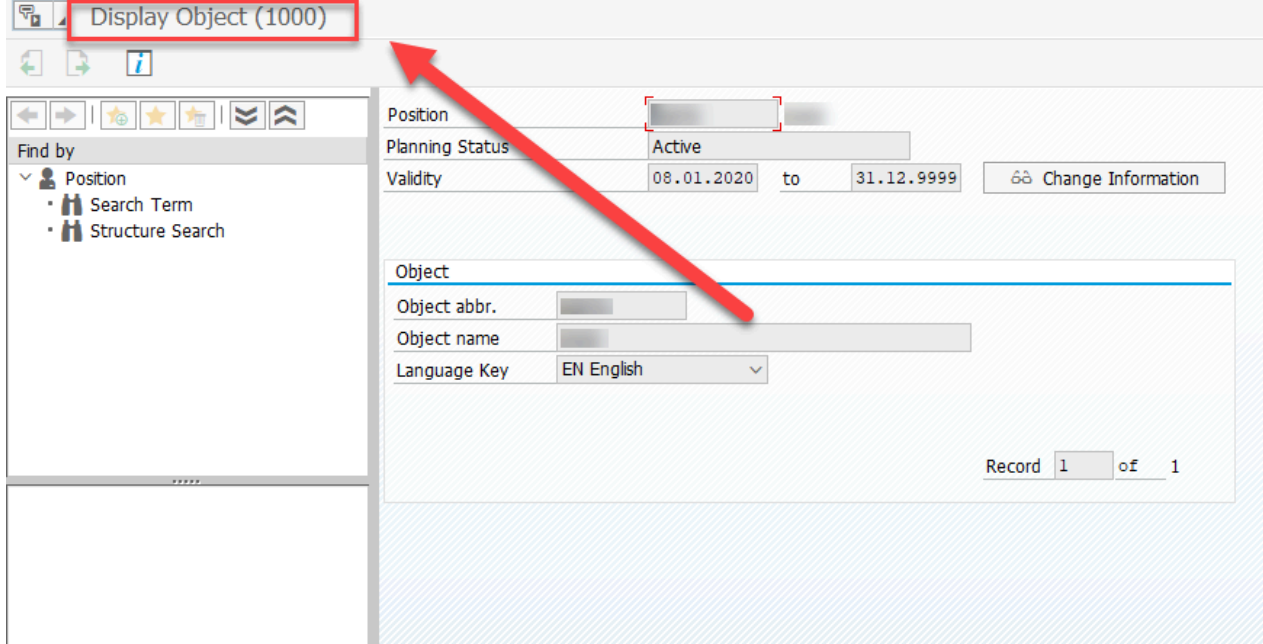 Display Object (1000)
Find by
Position
Search Term
Structure Search
Position
Planning Status Active
Validity 08.01.2020 to 31.12.9999 Change Information
Object
Object abbr.
Object name
Language Key EN English
Record 1 of 1